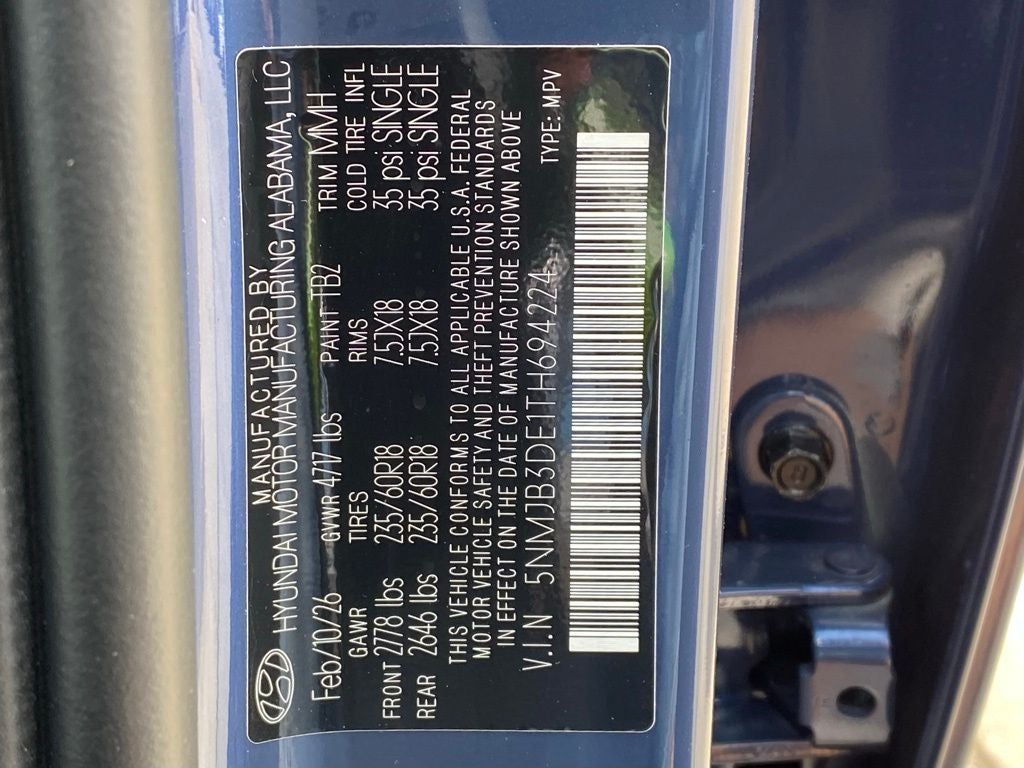 MANUFACTURED BY
HYUNDAI MOTOR MANUFACTURING ALABAMA, LLC
Feb/10/26 GVWR 4717 lbs PAINT TB2 TRIM MMH
GAWR TIRES RIMS COLD TIRE INFL
FRONT 2778 lbs 235/60R18 7.5JX18 35 psi SINGLE
REAR 2646 lbs 235/60R18 7.5JX18 35 psi SINGLE
THIS VEHICLE CONFORMS TO ALL APPLICABLE U.S.A. FEDERAL
MOTOR VEHICLE SAFETY AND THEFT PREVENTION STANDARDS
IN EFFECT ON THE DATE OF MANUFACTURE SHOWN ABOVE
V.I.N 5NMJB3DE1TH694224 TYPE: MPV